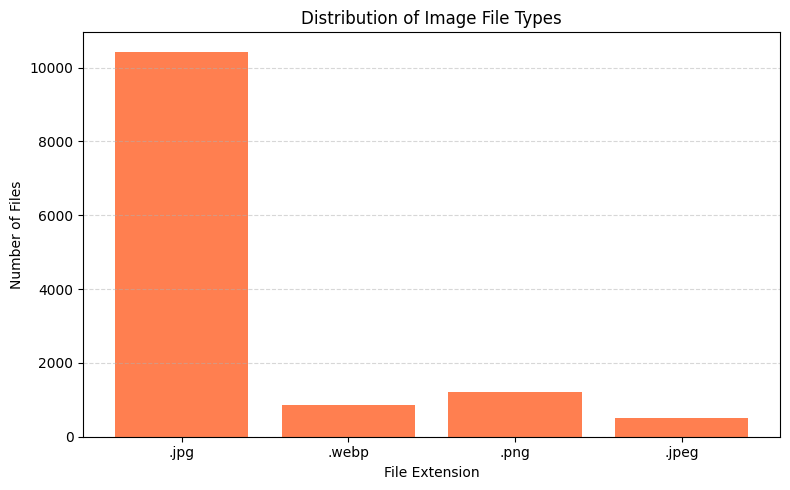 Distribution of Image File Types
Number of Files
10000
8000
6000
4000
2000
0
.jpg .webp .png .jpeg
File Extension